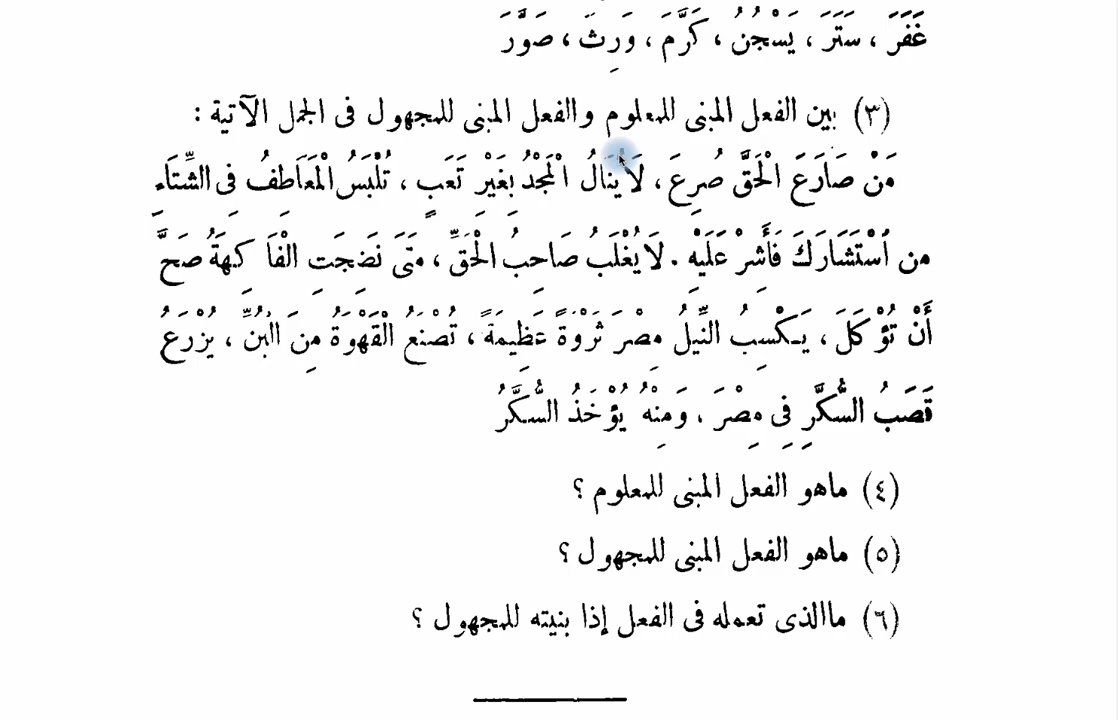 غَفَرَ ، سَتَرَ ، يَسْجُنُ ، كَرَّمَ ، وَرِثَ ، صَوَّرَ
(٣) بين الفعل المبنى للمعلوم والفعل المبنى للمجهول فى الجمل الآتية :
مَنْ صَارَعَ الْحَقَّ صُرِعَ ، لَا يُنَالُ الْمَجْدُ بِغَيْرِ تَعَبٍ ، تُلْبَسُ الْمَعَاطِفُ فى الشِّتَاءِ
من اسْتَشَارَكَ فَأَشِرْ عَلَيْهِ . لَا يُغْلَبُ صَاحِبُ الْحَقِّ ، مَتَى نَضِجَتِ الْفَاكِهَةُ صَحَّ
أَنْ تُؤْكَلَ ، يَكْسِبُ النِّيلُ مِصْرَ ثَرْوَةً عَظِيمَةً ، تُصْنَعُ الْقَهْوَةُ مِنَ الْبُنِّ ، يُزْرَعُ
قَصَبُ السُّكَّرِ فِى مِصْرَ ، وَمِنْهُ يُؤْخَذُ السُّكَّرُ
(٤) ماهو الفعل المبنى للمعلوم ؟
(٥) ماهو الفعل المبنى للمجهول ؟
(٦) ماالذى تعمله فى الفعل إذا بنيته للمجهول ؟